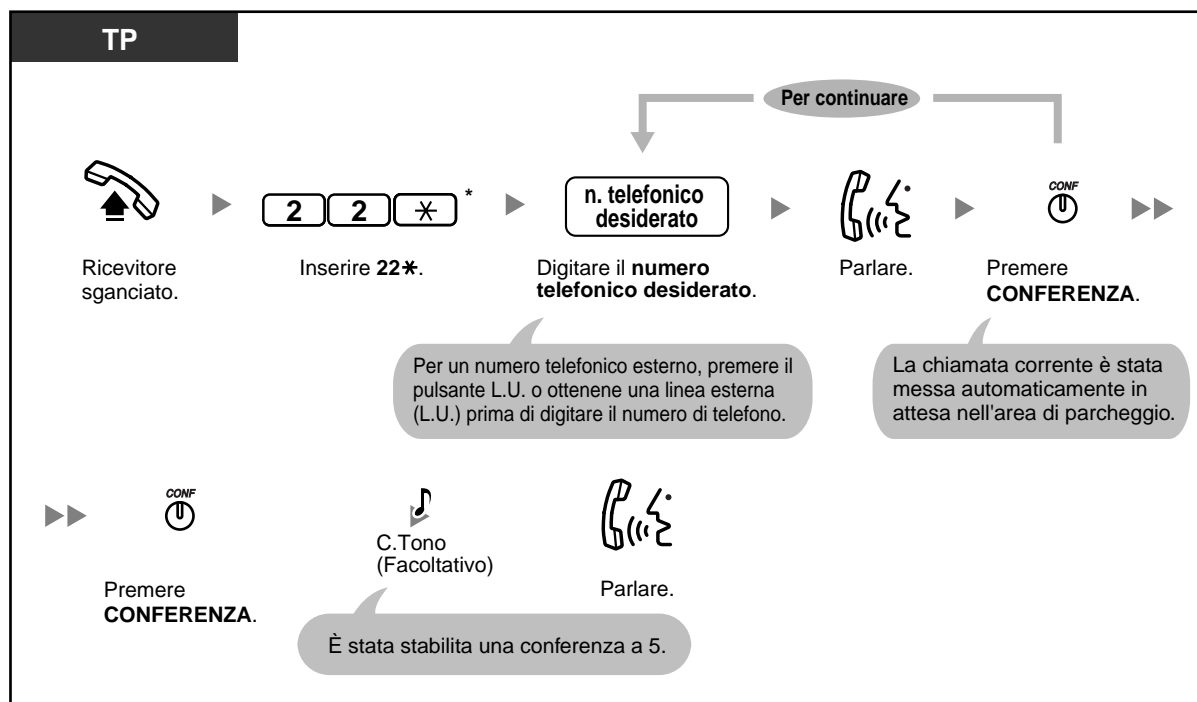 TP
Per continuare
2 2 ✳ *
n. telefonico
desiderato
CONF
Ricevitore
sganciato.
Inserire 22✳.
Digitare il numero
telefonico desiderato.
Parlare.
Premere
CONFERENZA.
Per un numero telefonico esterno, premere il
pulsante L.U. o ottenene una linea esterna
(L.U.) prima di digitare il numero di telefono.
La chiamata corrente è stata
messa automaticamente in
attesa nell'area di parcheggio.
CONF
Premere
CONFERENZA.
C.Tono
(Facoltativo)
Parlare.
È stata stabilita una conferenza a 5.